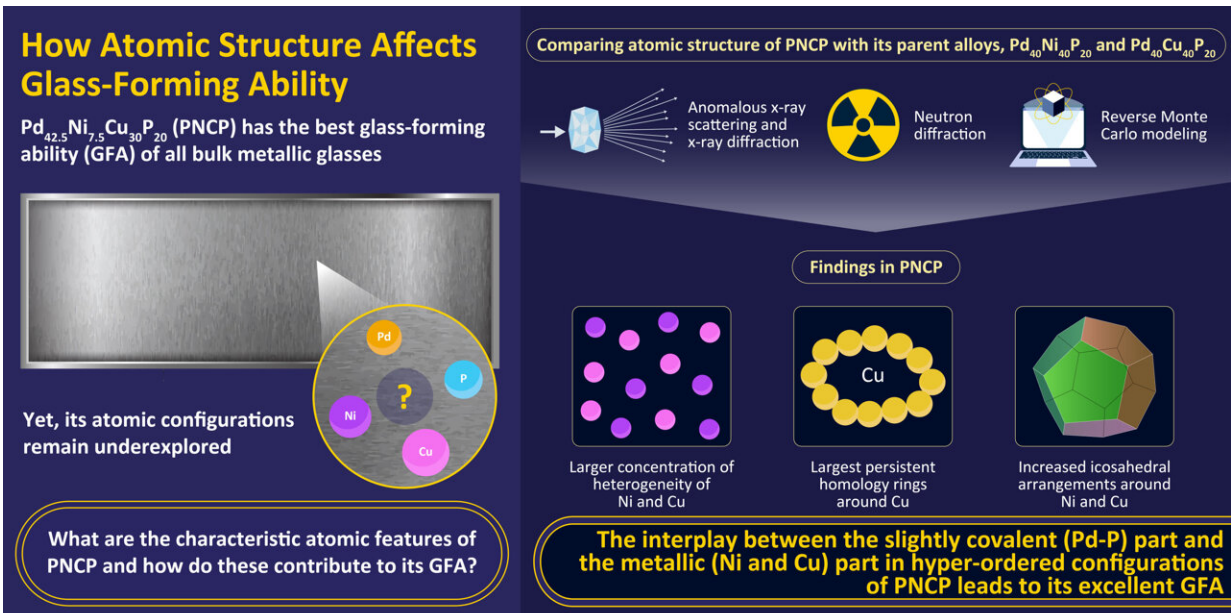 How Atomic Structure Affects
Glass-Forming Ability
Pd₄₂.₅Ni₇.₅Cu₃₀P₂₀ (PNCP) has the best glass-forming
ability (GFA) of all bulk metallic glasses
Pd
P
?
Ni
Cu
Yet, its atomic configurations
remain underexplored
What are the characteristic atomic features of
PNCP and how do these contribute to its GFA?
Comparing atomic structure of PNCP with its parent alloys, Pd₄₀Ni₄₀P₂₀ and Pd₄₀Cu₄₀P₂₀
Anomalous x-ray
scattering and
x-ray diffraction
Neutron
diffraction
Reverse Monte
Carlo modeling
Findings in PNCP
Larger concentration of
heterogeneity of
Ni and Cu
Cu
Largest persistent
homology rings
around Cu
Increased icosahedral
arrangements around
Ni and Cu
The interplay between the slightly covalent (Pd-P) part and
the metallic (Ni and Cu) part in hyper-ordered configurations
of PNCP leads to its excellent GFA